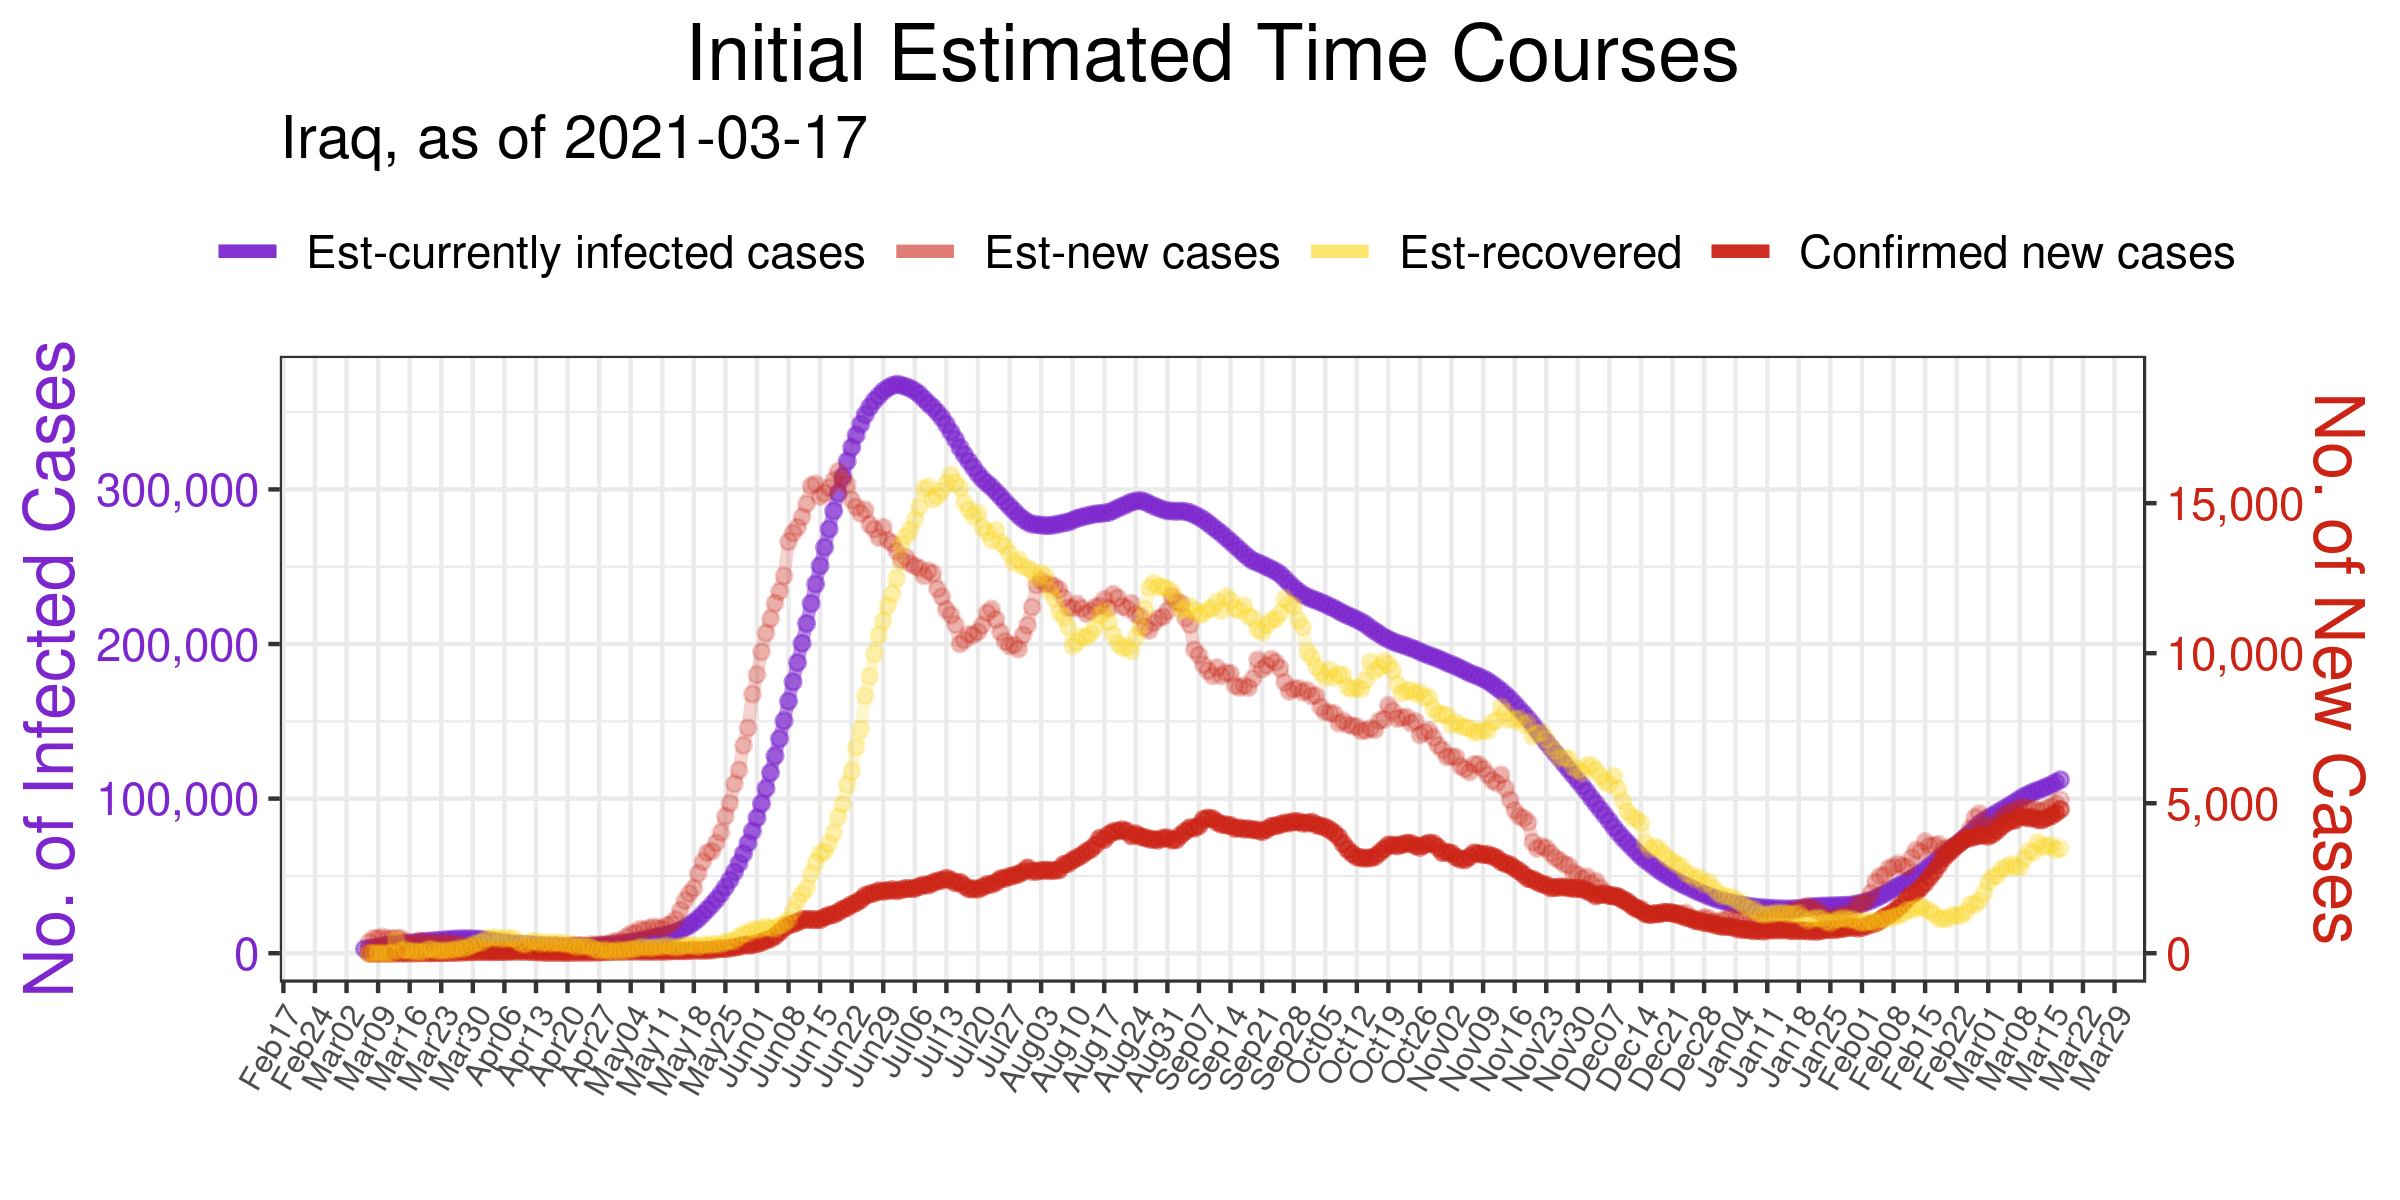 Initial Estimated Time Courses
Iraq, as of 2021-03-17
Est-currently infected cases
Est-new cases
Est-recovered
Confirmed new cases
No. of Infected Cases
300,000
200,000
100,000
0
15,000
10,000
5,000
0
No. of New Cases
Feb17
Feb24
Mar02
Mar09
Mar16
Mar23
Mar30
Apr06
Apr13
Apr20
Apr27
May04
May11
May18
May25
Jun01
Jun08
Jun15
Jun22
Jun29
Jul06
Jul13
Jul20
Jul27
Aug03
Aug10
Aug17
Aug24
Aug31
Sep07
Sep14
Sep21
Sep28
Oct05
Oct12
Oct19
Oct26
Nov02
Nov09
Nov16
Nov23
Nov30
Dec07
Dec14
Dec21
Dec28
Jan04
Jan11
Jan18
Jan25
Feb01
Feb08
Feb15
Feb22
Mar01
Mar08
Mar15
Mar22
Mar29